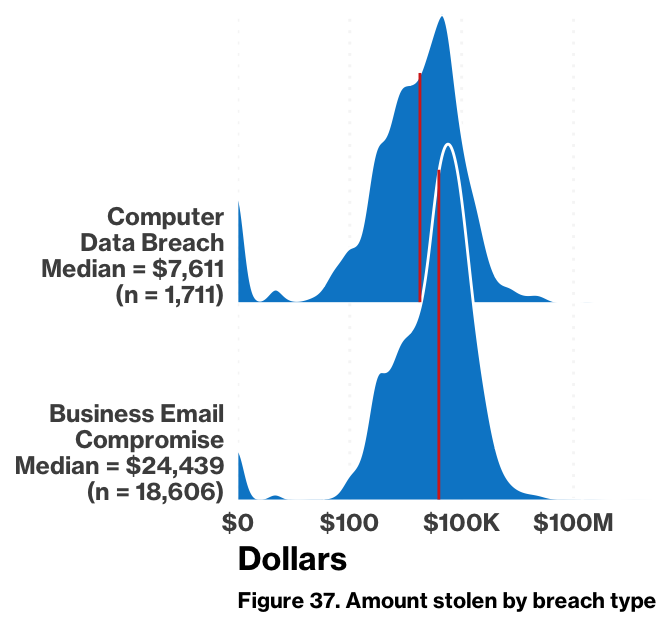 Computer
Data Breach
Median = $7,611
(n = 1,711)
Business Email
Compromise
Median = $24,439
(n = 18,606)
$0 $100 $100K $100M
Dollars
Figure 37. Amount stolen by breach type